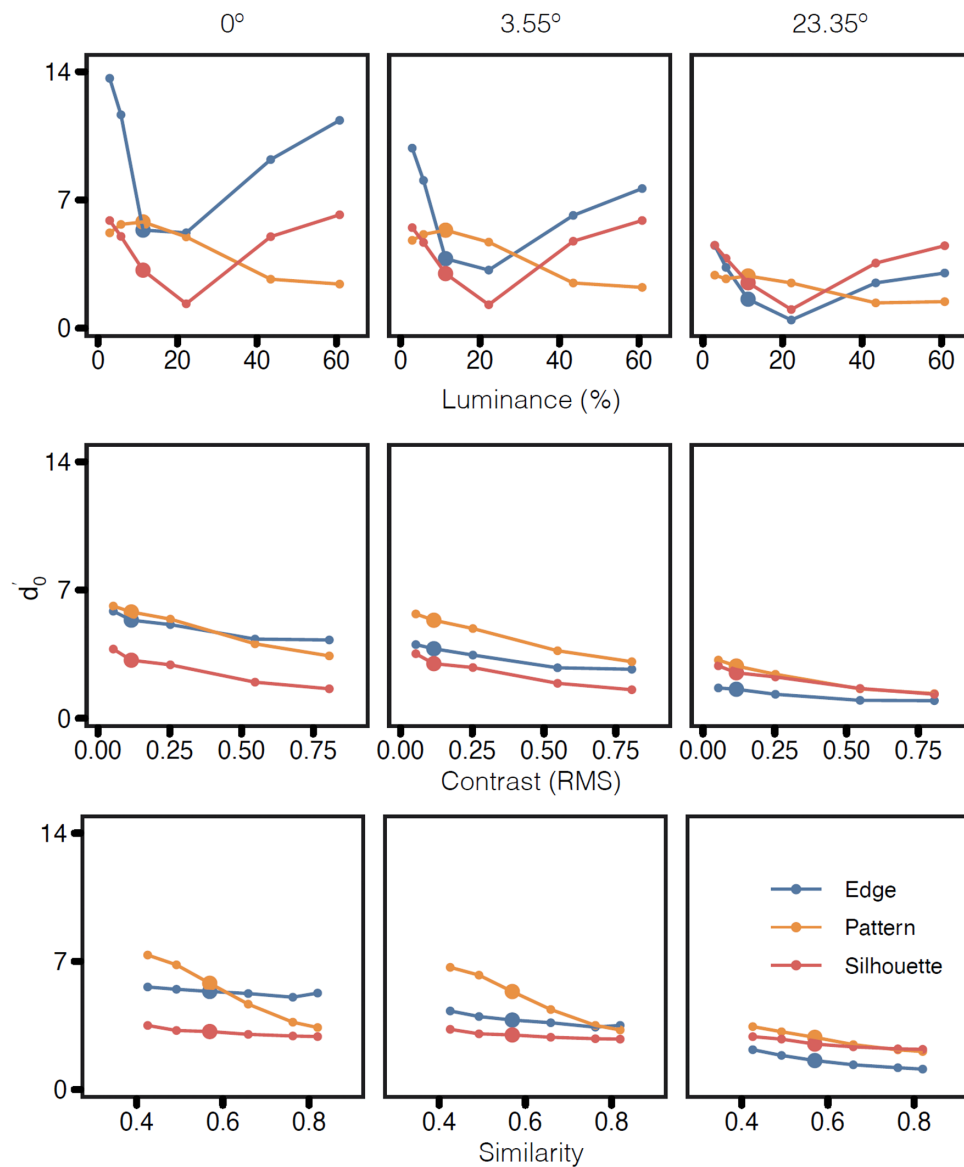 0° 3.55° 23.35°
14
7
0
0 20 40 60 0 20 40 60 0 20 40 60
Luminance (%)
14
7
0
d′0
0.00 0.25 0.50 0.75 0.00 0.25 0.50 0.75 0.00 0.25 0.50 0.75
Contrast (RMS)
14
7
0
Edge
Pattern
Silhouette
0.4 0.6 0.8 0.4 0.6 0.8 0.4 0.6 0.8
Similarity